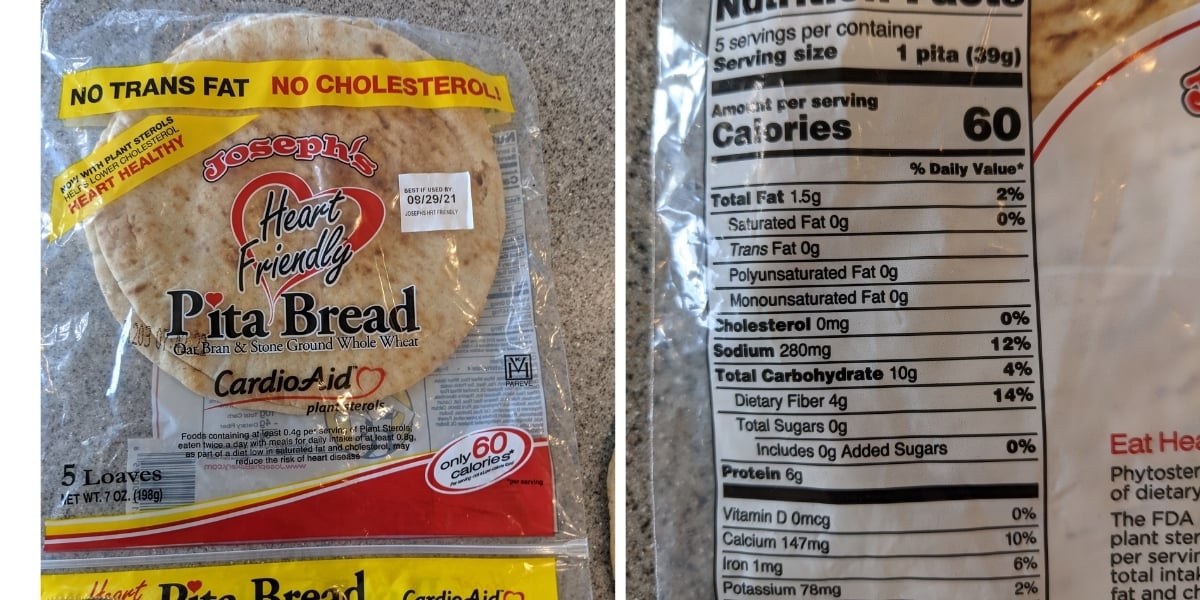 NO TRANS FAT NO CHOLESTEROL!
NOW WITH PLANT STEROLS
HELPS LOWER CHOLESTEROL
HEART HEALTHY
Joseph's
BEST IF USED BY
09/29/21
JOSEPHS HRT FRIENDLY
Heart
Friendly
Pita Bread
Oat Bran & Stone Ground Whole Wheat
CardioAid
plant sterols
PAREVE
Foods containing at least 0.4g per serving of Plant Sterols,
eaten twice a day with meals for daily intake of at least 0.8g,
as part of a diet low in saturated fat and cholesterol, may
reduce the risk of heart disease
5 Loaves
NET WT. 7 OZ. (198g)
only 60
calories*
*per serving
Heart Pita Bread CardioAid
Nutrition Facts
5 servings per container
Serving size 1 pita (39g)
Amount per serving
Calories 60
% Daily Value*
Total Fat 1.5g 2%
Saturated Fat 0g 0%
Trans Fat 0g
Polyunsaturated Fat 0g
Monounsaturated Fat 0g
Cholesterol 0mg 0%
Sodium 280mg 12%
Total Carbohydrate 10g 4%
Dietary Fiber 4g 14%
Total Sugars 0g
Includes 0g Added Sugars 0%
Protein 6g
Vitamin D 0mcg 0%
Calcium 147mg 10%
Iron 1mg 6%
Potassium 78mg 2%
Eat Hea
Phytoster
of dietary
The FDA
plant ster
per servin
total intak
fat and ch